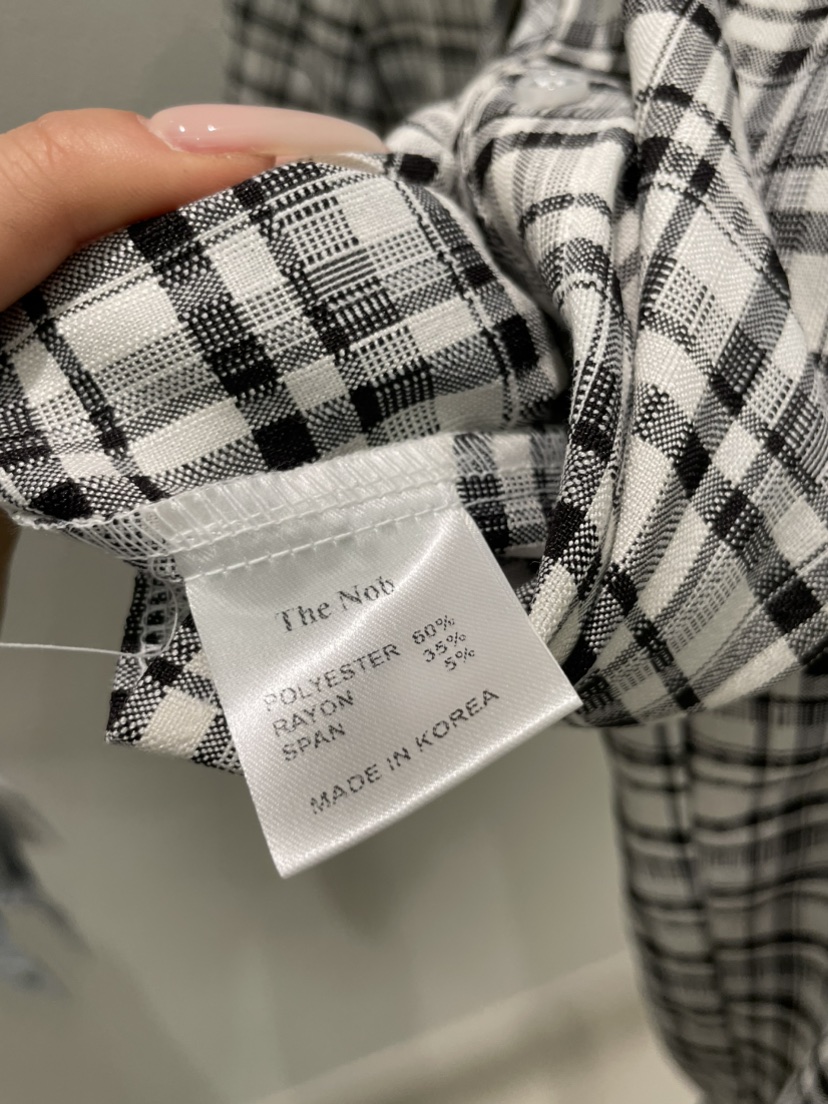 The Nob
POLYESTER 60%
RAYON 35%
SPAN 5%
MADE IN KOREA